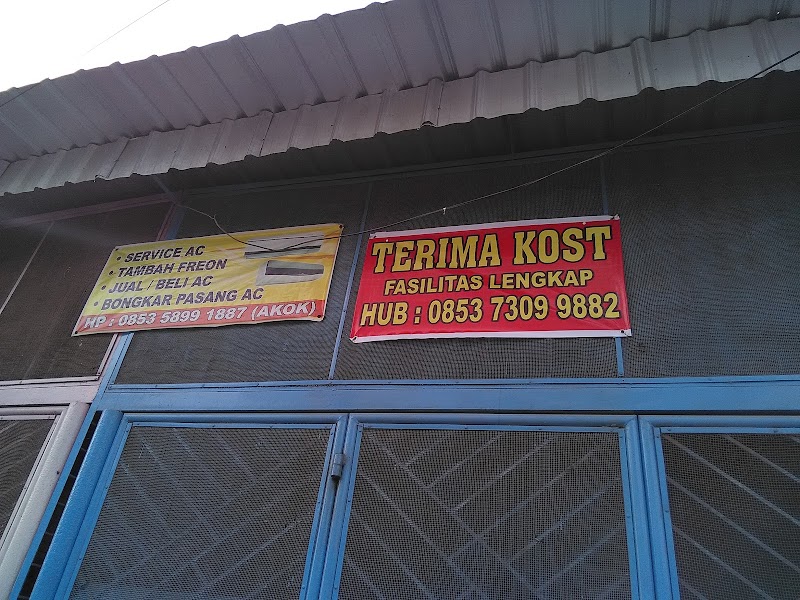 • SERVICE AC
• TAMBAH FREON
• JUAL / BELI AC
• BONGKAR PASANG AC
HP : 0853 5899 1887 (AKOK)
TERIMA KOST
FASILITAS LENGKAP
HUB : 0853 7309 9882